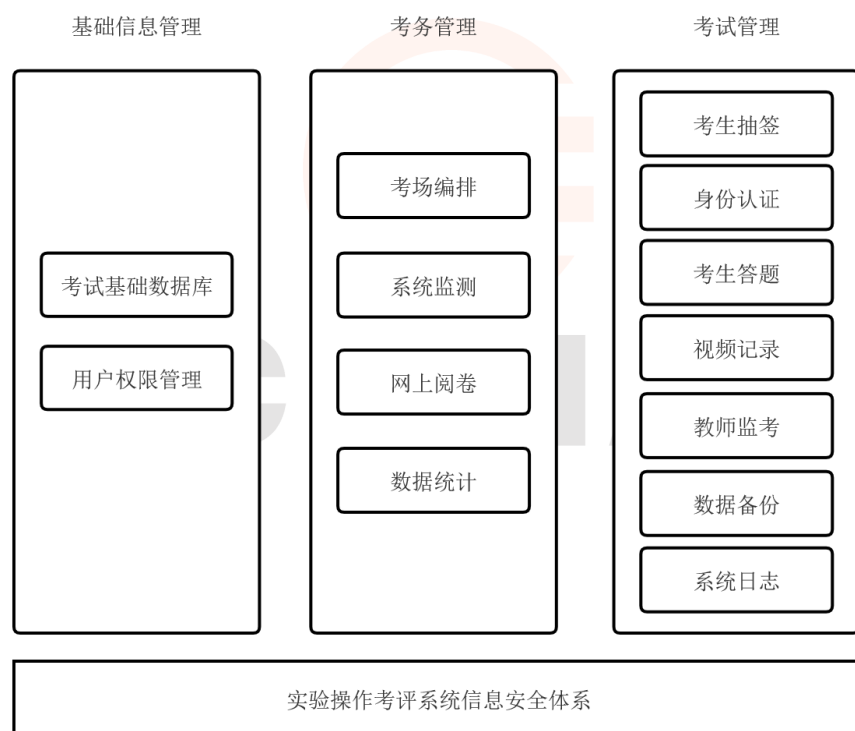 基础信息管理
考务管理
考试管理
考试基础数据库
用户权限管理
考场编排
系统监测
网上阅卷
数据统计
考生抽签
身份认证
考生答题
视频记录
教师监考
数据备份
系统日志
实验操作考评系统信息安全体系